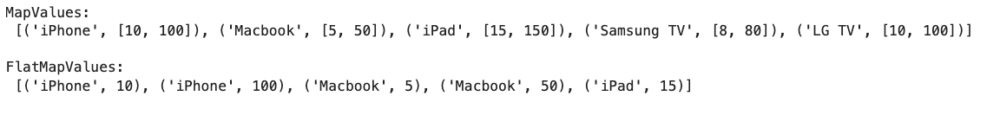 MapValues:
[('iPhone', [10, 100]), ('Macbook', [5, 50]), ('iPad', [15, 150]), ('Samsung TV', [8, 80]), ('LG TV', [10, 100])]
FlatMapValues:
[('iPhone', 10), ('iPhone', 100), ('Macbook', 5), ('Macbook', 50), ('iPad', 15)]